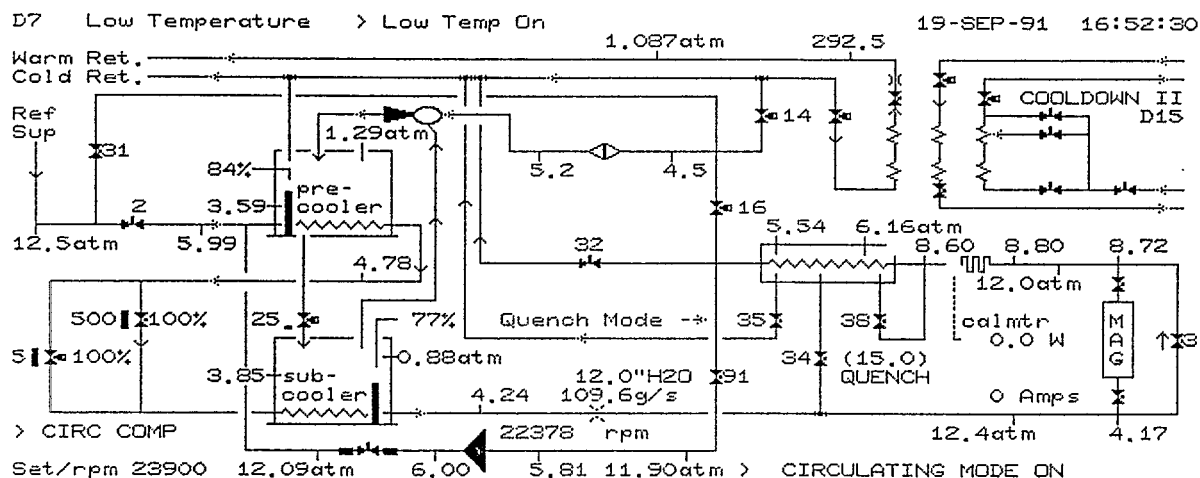 D7 Low Temperature > Low Temp On 19-SEP-91 16:52:30
1.087atm 292.5
Warm Ret.
Cold Ret.
COOLDOWN II
D15
Ref
Sup
14
1.29atm
31
84%
5.2 4.5
pre-
cooler
2 3.59
16
12.5atm 5.99
32
5.54 6.16atm
8.60 8.80 8.72
4.78
12.0atm
500 100% 25 77% Quench Mode -> 35 38 calmtr
0.0 W
MAG
3
5 100%
0.88atm
34 (15.0)
QUENCH
3.85 sub-
cooler
12.0"H2O 91
4.24 109.6g/s
0 Amps
> CIRC COMP
22378 rpm
12.4atm 4.17
Set/rpm 23900 12.09atm 6.00 5.81 11.90atm > CIRCULATING MODE ON